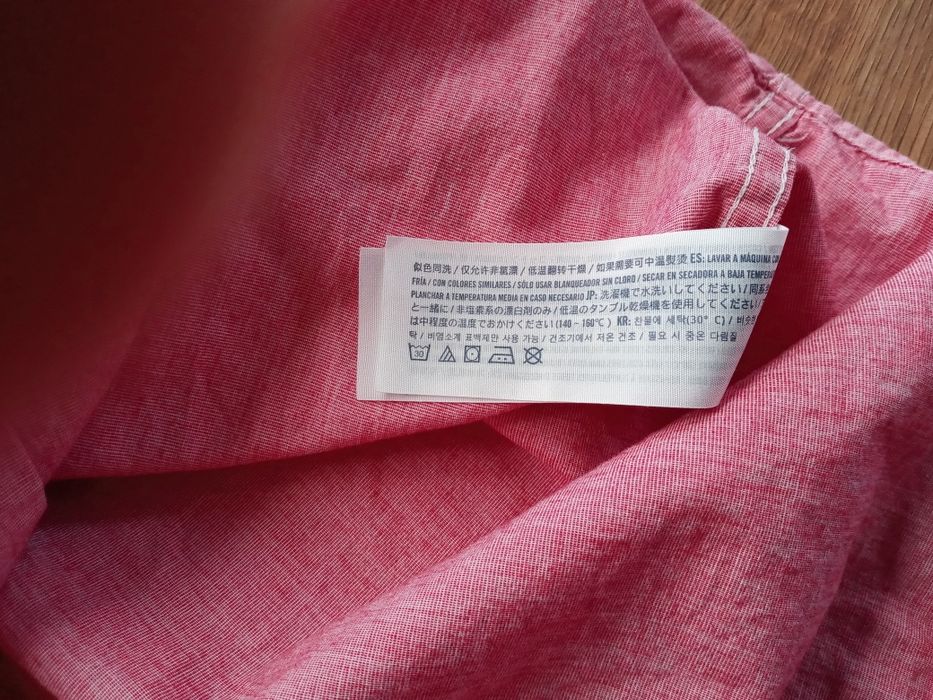 似色同洗 / 仅允许非氯漂 / 低温翻转干燥 / 如果需要可中温熨烫 ES: LAVAR A MÁQUINA CON
FRÍA / CON COLORES SIMILARES / SÓLO USAR BLANQUEADOR SIN CLORO / SECAR EN SECADORA A BAJA
PLANCHAR A TEMPERATURA MEDIA EN CASO NECESARIO JP: 洗濯機で水洗いしてください / 同系
と一緒に / 非塩素系の漂白剤のみ / 低温のタンブル乾燥機を使用してください
は中程度の温度でおかけください (140 - 160℃) KR: 찬물에 세탁(30° C) / 비슷한
탁 / 비염소계 표백제만 사용 가능 / 건조기에서 저온 건조 / 필요 시 중온 다림질
30